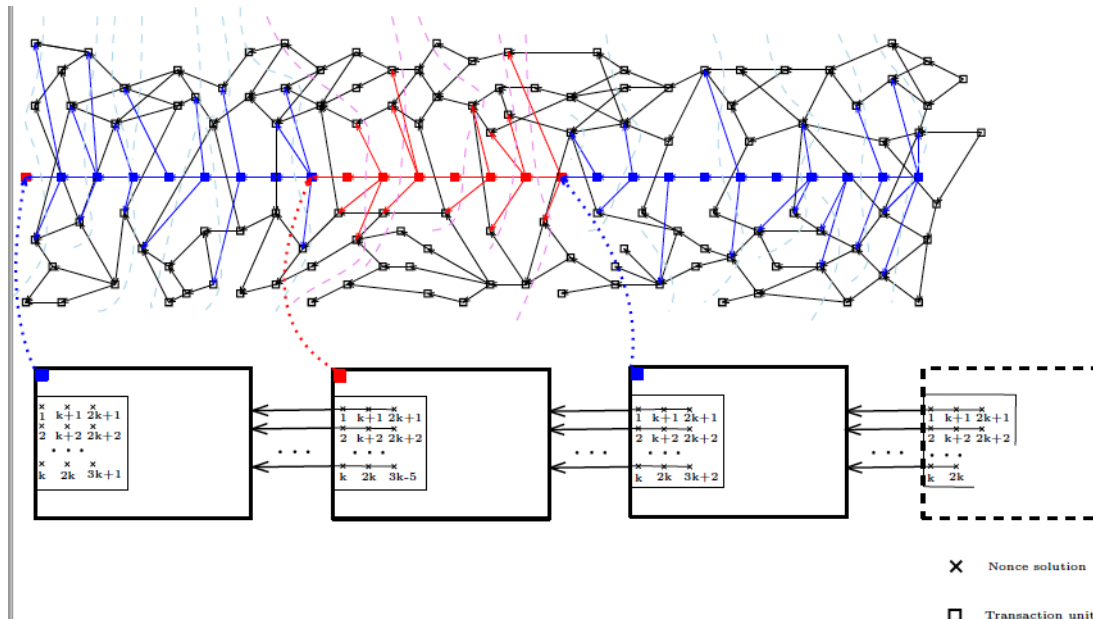 1 k+1 2k+1
2 k+2 2k+2
. . .
k 2k 3k+1
1 k+1 2k+1
2 k+2 2k+2
. . .
k 2k 3k-5
. . .
1 k+1 2k+1
2 k+2 2k+2
. . .
k 2k 3k+2
. . .
1 k+1 2k+1
2 k+2 2k+2
. . .
k 2k
. . .
Nonce solution
Transaction unit